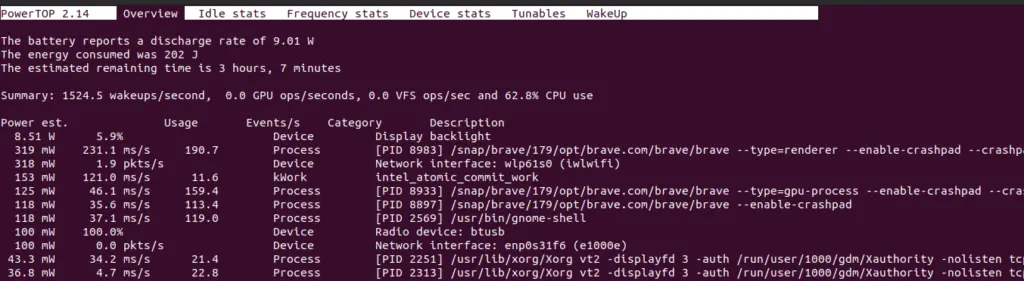 PowerTOP 2.14 Overview Idle stats Frequency stats Device stats Tunables WakeUp
The battery reports a discharge rate of 9.01 W
The energy consumed was 202 J
The estimated remaining time is 3 hours, 7 minutes
Summary: 1524.5 wakeups/second, 0.0 GPU ops/seconds, 0.0 VFS ops/sec and 62.8% CPU use
Power est. Usage Events/s Category Description
8.51 W 5.9% Device Display backlight
319 mW 231.1 ms/s 190.7 Process [PID 8983] /snap/brave/179/opt/brave.com/brave/brave --type=renderer --enable-crashpad --crashpa
318 mW 1.9 pkts/s Device Network interface: wlp61s0 (iwlwifi)
153 mW 121.0 ms/s 11.6 kWork intel_atomic_commit_work
125 mW 46.1 ms/s 159.4 Process [PID 8933] /snap/brave/179/opt/brave.com/brave/brave --type=gpu-process --enable-crashpad --cras
118 mW 35.6 ms/s 113.4 Process [PID 8897] /snap/brave/179/opt/brave.com/brave/brave --enable-crashpad
118 mW 37.1 ms/s 119.0 Process [PID 2569] /usr/bin/gnome-shell
100 mW 100.0% Device Radio device: btusb
100 mW 0.0 pkts/s Device Network interface: enp0s31f6 (e1000e)
43.3 mW 34.2 ms/s 21.4 Process [PID 2251] /usr/lib/xorg/Xorg vt2 -displayfd 3 -auth /run/user/1000/gdm/Xauthority -nolisten tcp
36.8 mW 4.7 ms/s 22.8 Process [PID 2313] /usr/lib/xorg/Xorg vt2 -displayfd 3 -auth /run/user/1000/gdm/Xauthority -nolisten tcp